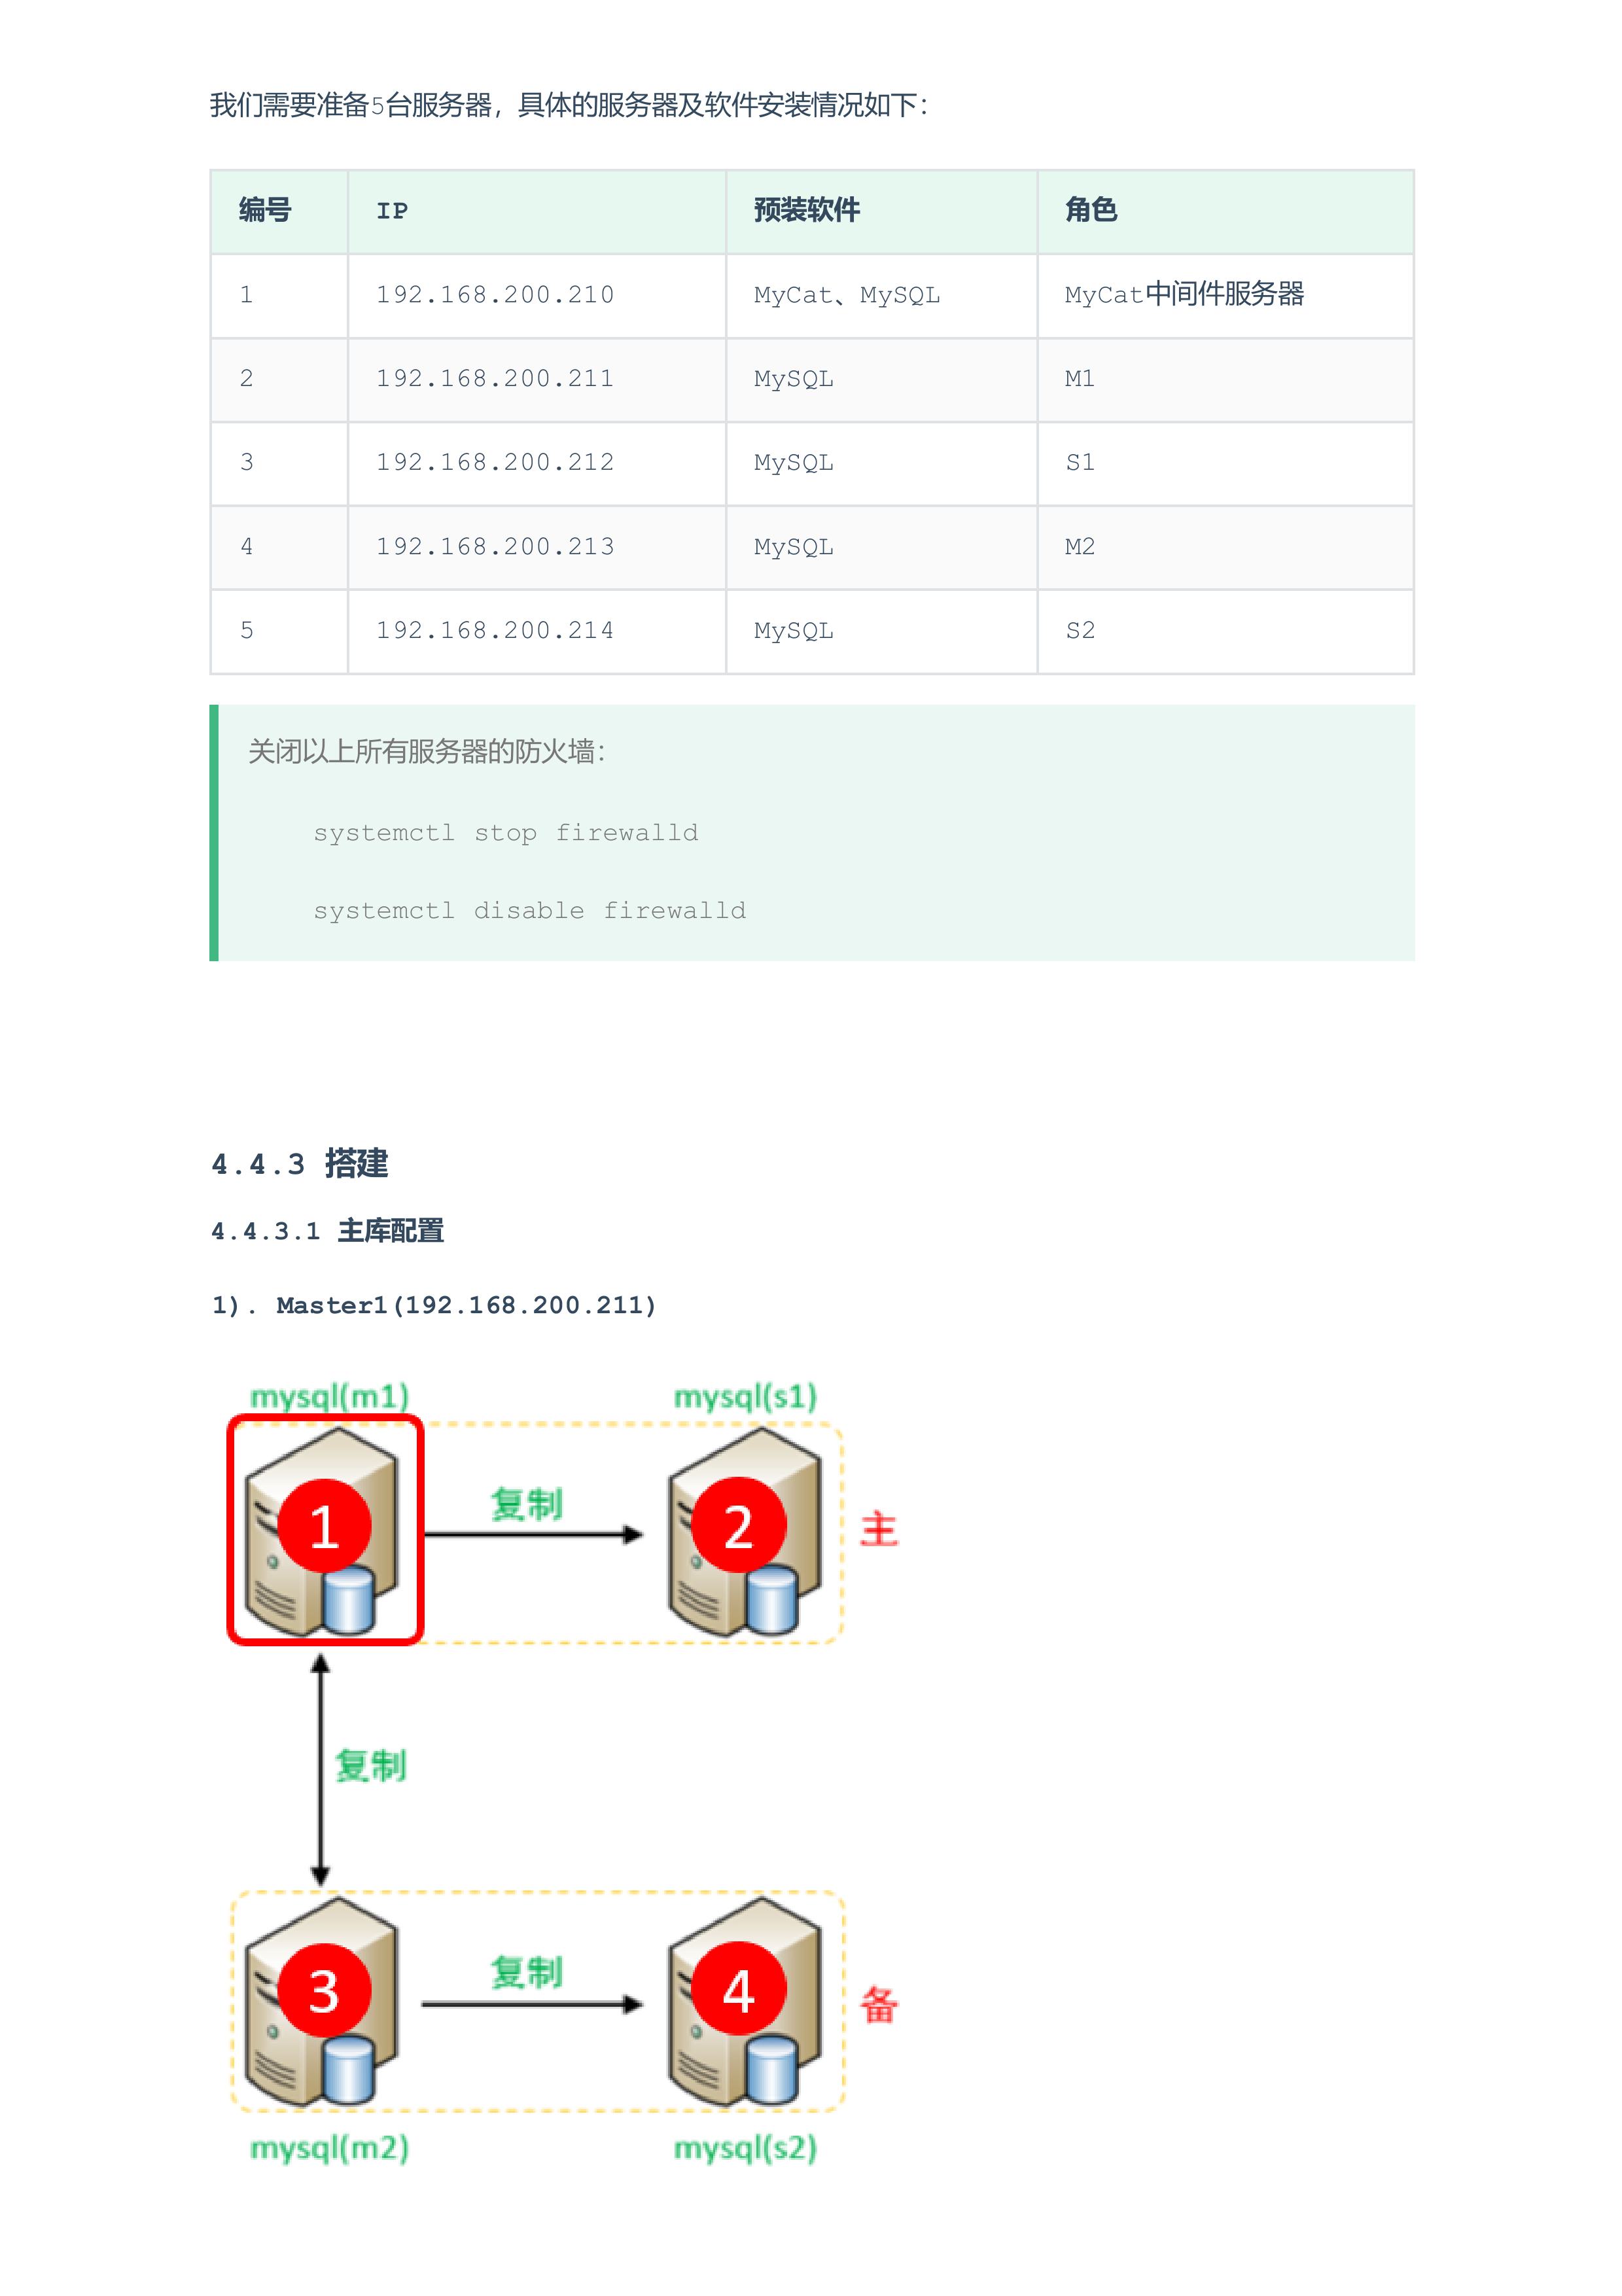 我们需要准备5台服务器，具体的服务器及软件安装情况如下：
编号 IP 预装软件 角色
1 192.168.200.210 MyCat、MySQL MyCat中间件服务器
2 192.168.200.211 MySQL M1
3 192.168.200.212 MySQL S1
4 192.168.200.213 MySQL M2
5 192.168.200.214 MySQL S2
关闭以上所有服务器的防火墙：
systemctl stop firewalld
systemctl disable firewalld
4.4.3 搭建
4.4.3.1 主库配置
1). Master1(192.168.200.211)
mysql(m1) mysql(s1)
复制
1 2 主
复制
复制
3 4 备
mysql(m2) mysql(s2)